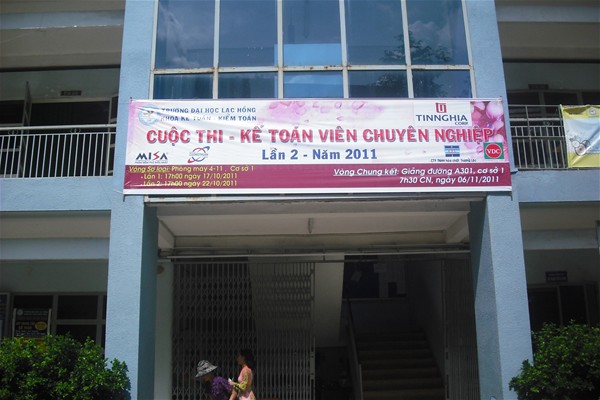 TRƯỜNG ĐẠI HỌC LẠC HỒNG
KHOA KẾ TOÁN - KIỂM TOÁN
TINNGHIA
CORP
CUỘC THI - KẾ TOÁN VIÊN CHUYÊN NGHIỆP
Lần 2 - Năm 2011
MISA
VDC
Vòng Sơ loại: Phòng máy 4-11 , Cơ sở 1
- Lần 1: 17h00 ngày 17/10/2011
- Lần 2: 17h00 ngày 22/10/2011
Vòng Chung kết: Giảng đường A301, cơ sở 1
7h30 CN, ngày 06/11/2011